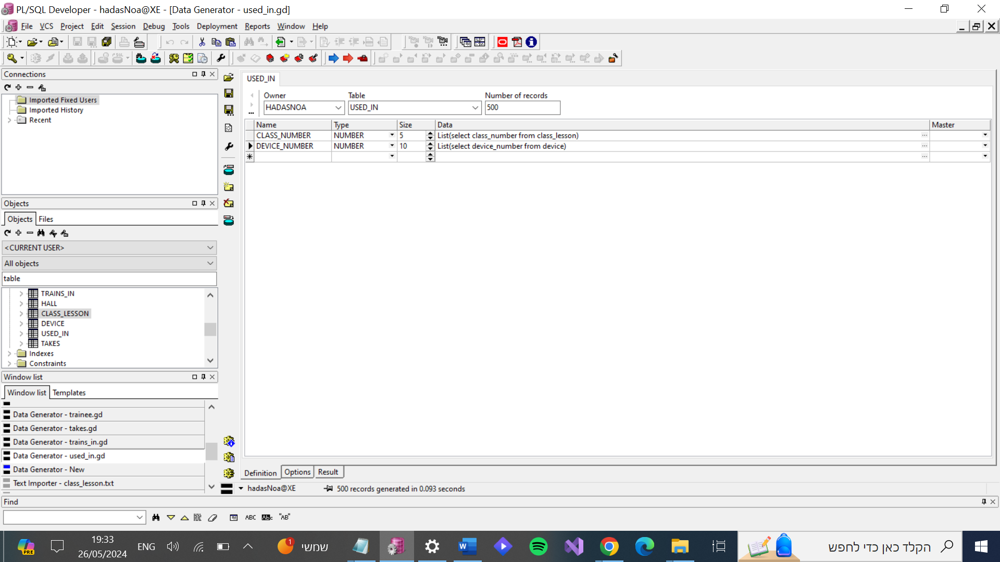 PL/SQL Developer - hadasNoa@XE - [Data Generator - used_in.gd]
File VCS Project Edit Session Debug Tools Deployment Reports Window Help
Connections
Imported Fixed Users
Imported History
Recent
Objects
Objects Files
<CURRENT USER>
All objects
table
TRAINS_IN
HALL
CLASS_LESSON
DEVICE
USED_IN
TAKES
Indexes
Constraints
Window list
Window list Templates
Data Generator - trainee.gd
Data Generator - takes.gd
Data Generator - trains_in.gd
Data Generator - used_in.gd
Data Generator - New
Text Importer - class_lesson.txt
USED_IN
Owner Table Number of records
HADASNOA USED_IN 500
Name Type Size Data Master
CLASS_NUMBER NUMBER 5 List(select class_number from class_lesson)
DEVICE_NUMBER NUMBER 10 List(select device_number from device)
Definition Options Result
hadasNoa@XE 500 records generated in 0.093 seconds
Find
ABC "AB"
PRE
19:33
26/05/2024
ENG
1
שמשי
הקלד כאן כדי לחפש